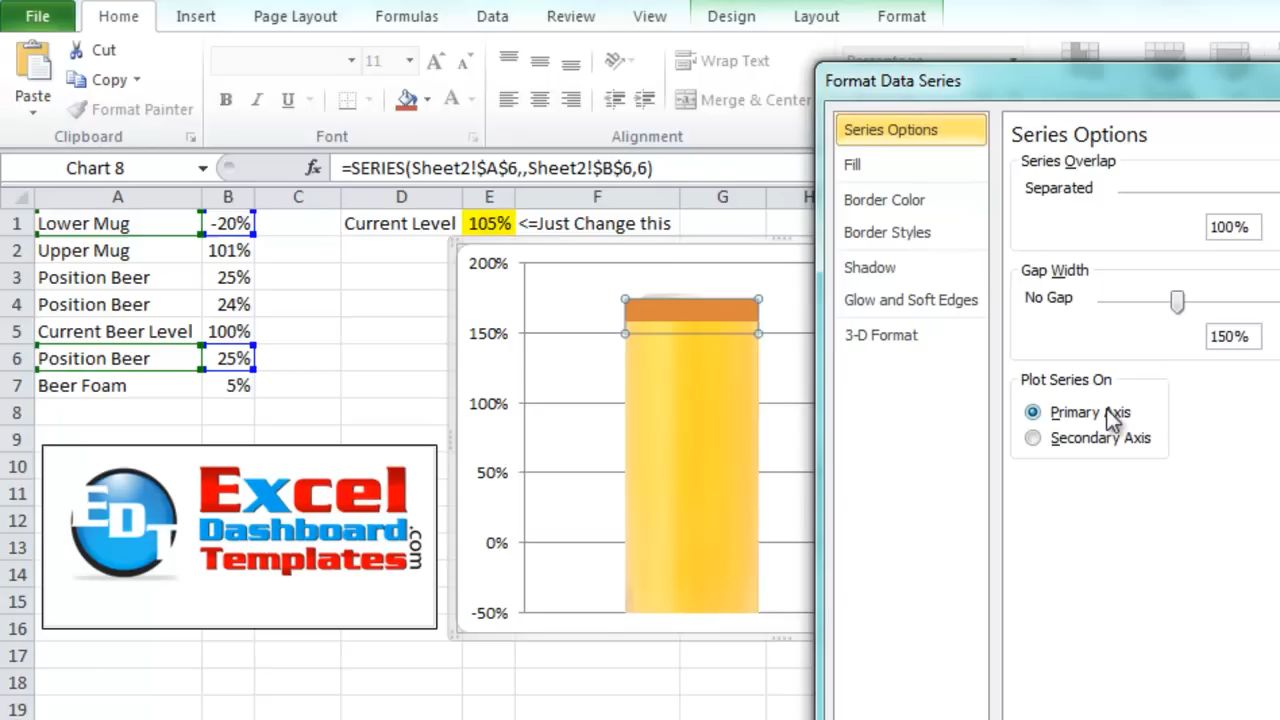 File Home Insert Page Layout Formulas Data Review View Design Layout Format
Paste
Cut
Copy
Format Painter
Clipboard
11 A A
B I U A
Font
Wrap Text
Merge & Center
Alignment
Chart 8 fx =SERIES(Sheet2!$A$6,,Sheet2!$B$6,6)
A B C D E F G H
1 Lower Mug -20% Current Level 105% <=Just Change this
2 Upper Mug 101%
3 Position Beer 25%
4 Position Beer 24%
5 Current Beer Level 100%
6 Position Beer 25%
7 Beer Foam 5%
8
9
10
11
12
13
14
15
16
17
18
19
EDT
Excel
Dashboard
Templates
.com
200%
150%
100%
50%
0%
-50%
Format Data Series
Series Options
Fill
Border Color
Border Styles
Shadow
Glow and Soft Edges
3-D Format
Series Options
Series Overlap
Separated
100%
Gap Width
No Gap
150%
Plot Series On
Primary Axis
Secondary Axis